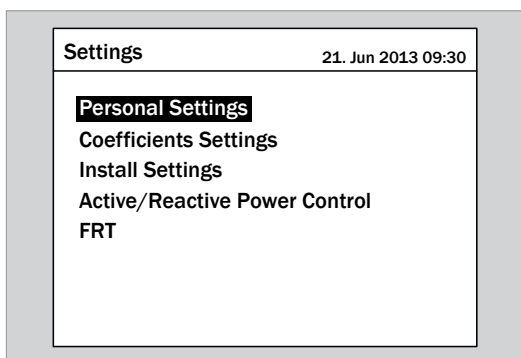 Settings 21. Jun 2013 09:30
Personal Settings
Coefficients Settings
Install Settings
Active/Reactive Power Control
FRT